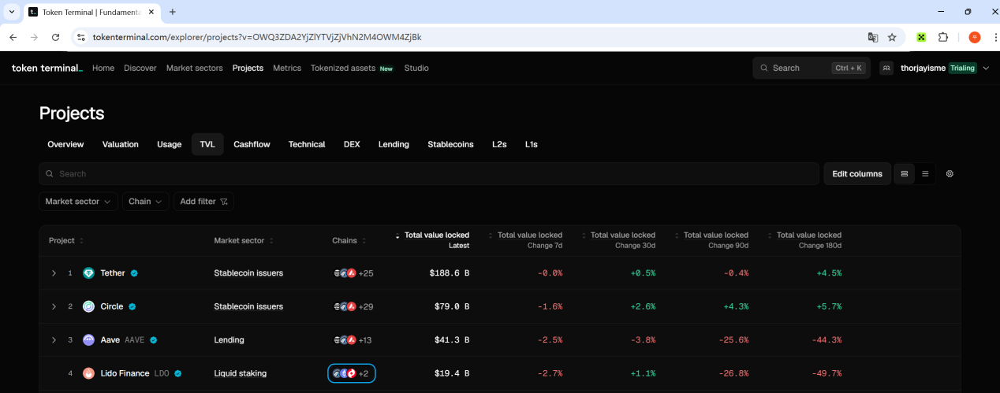 Token Terminal | Fundamenta
tokenterminal.com/explorer/projects?v=OWQ3ZDA2YjZlYTVjZjVhN2M4OWM4ZjBk
token terminal_ Home Discover Market sectors Projects Metrics Tokenized assets New Studio Search Ctrl + K thorjayisme Trialing
Projects
Overview Valuation Usage TVL Cashflow Technical DEX Lending Stablecoins L2s L1s
Search Edit columns
Market sector Chain Add filter
Project Market sector Chains Total value locked Latest Total value locked Change 7d Total value locked Change 30d Total value locked Change 90d Total value locked Change 180d
1 Tether Stablecoin issuers +25 $188.6 B -0.0% +0.5% -0.4% +4.5%
2 Circle Stablecoin issuers +29 $79.0 B -1.6% +2.6% +4.3% +5.7%
3 Aave AAVE Lending +13 $41.3 B -2.5% -3.8% -25.6% -44.3%
4 Lido Finance LDO Liquid staking +2 $19.4 B -2.7% +1.1% -26.8% -49.7%